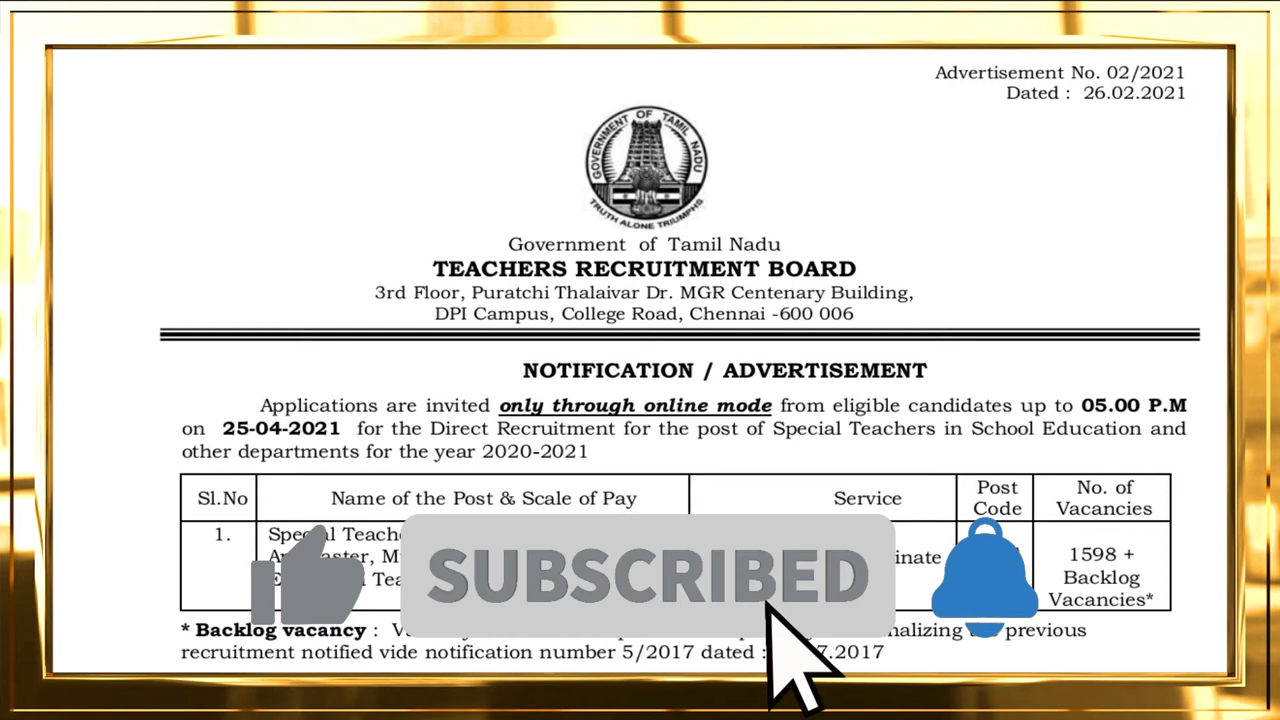 Advertisement No. 02/2021
Dated : 26.02.2021
GOVERNMENT OF TAMIL NADU
TRUTH ALONE TRIUMPHS
Government of Tamil Nadu
TEACHERS RECRUITMENT BOARD
3rd Floor, Puratchi Thalaivar Dr. MGR Centenary Building,
DPI Campus, College Road, Chennai -600 006
NOTIFICATION / ADVERTISEMENT
Applications are invited only through online mode from eligible candidates up to 05.00 P.M
on 25-04-2021 for the Direct Recruitment for the post of Special Teachers in School Education and
other departments for the year 2020-2021
Sl.No Name of the Post & Scale of Pay Service Post Code No. of Vacancies
1. 1598 +
Backlog
Vacancies*
SUBSCRIBED
* Backlog vacancy : previous
recruitment notified vide notification number 5/2017 dated :